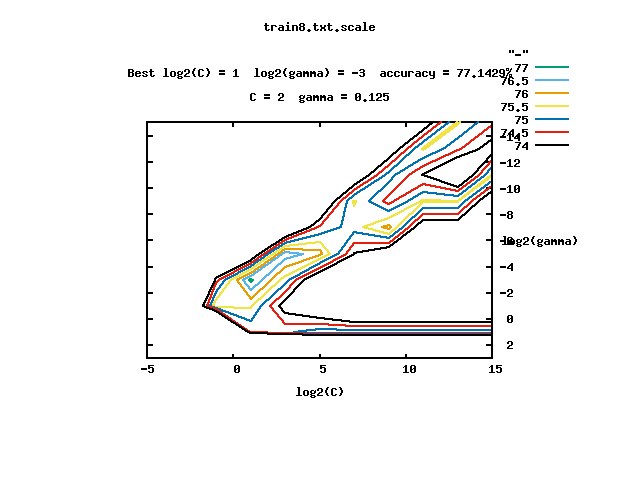 train8.txt.scale
"-"
Best log2(C) = 1 log2(gamma) = -3 accuracy = 77.1429%
77
76.5
C = 2 gamma = 0.125
76
75.5
75
74.5
74
-14
-12
-10
-8
-6
log2(gamma)
-4
-2
0
2
-5 0 5 10 15
log2(C)